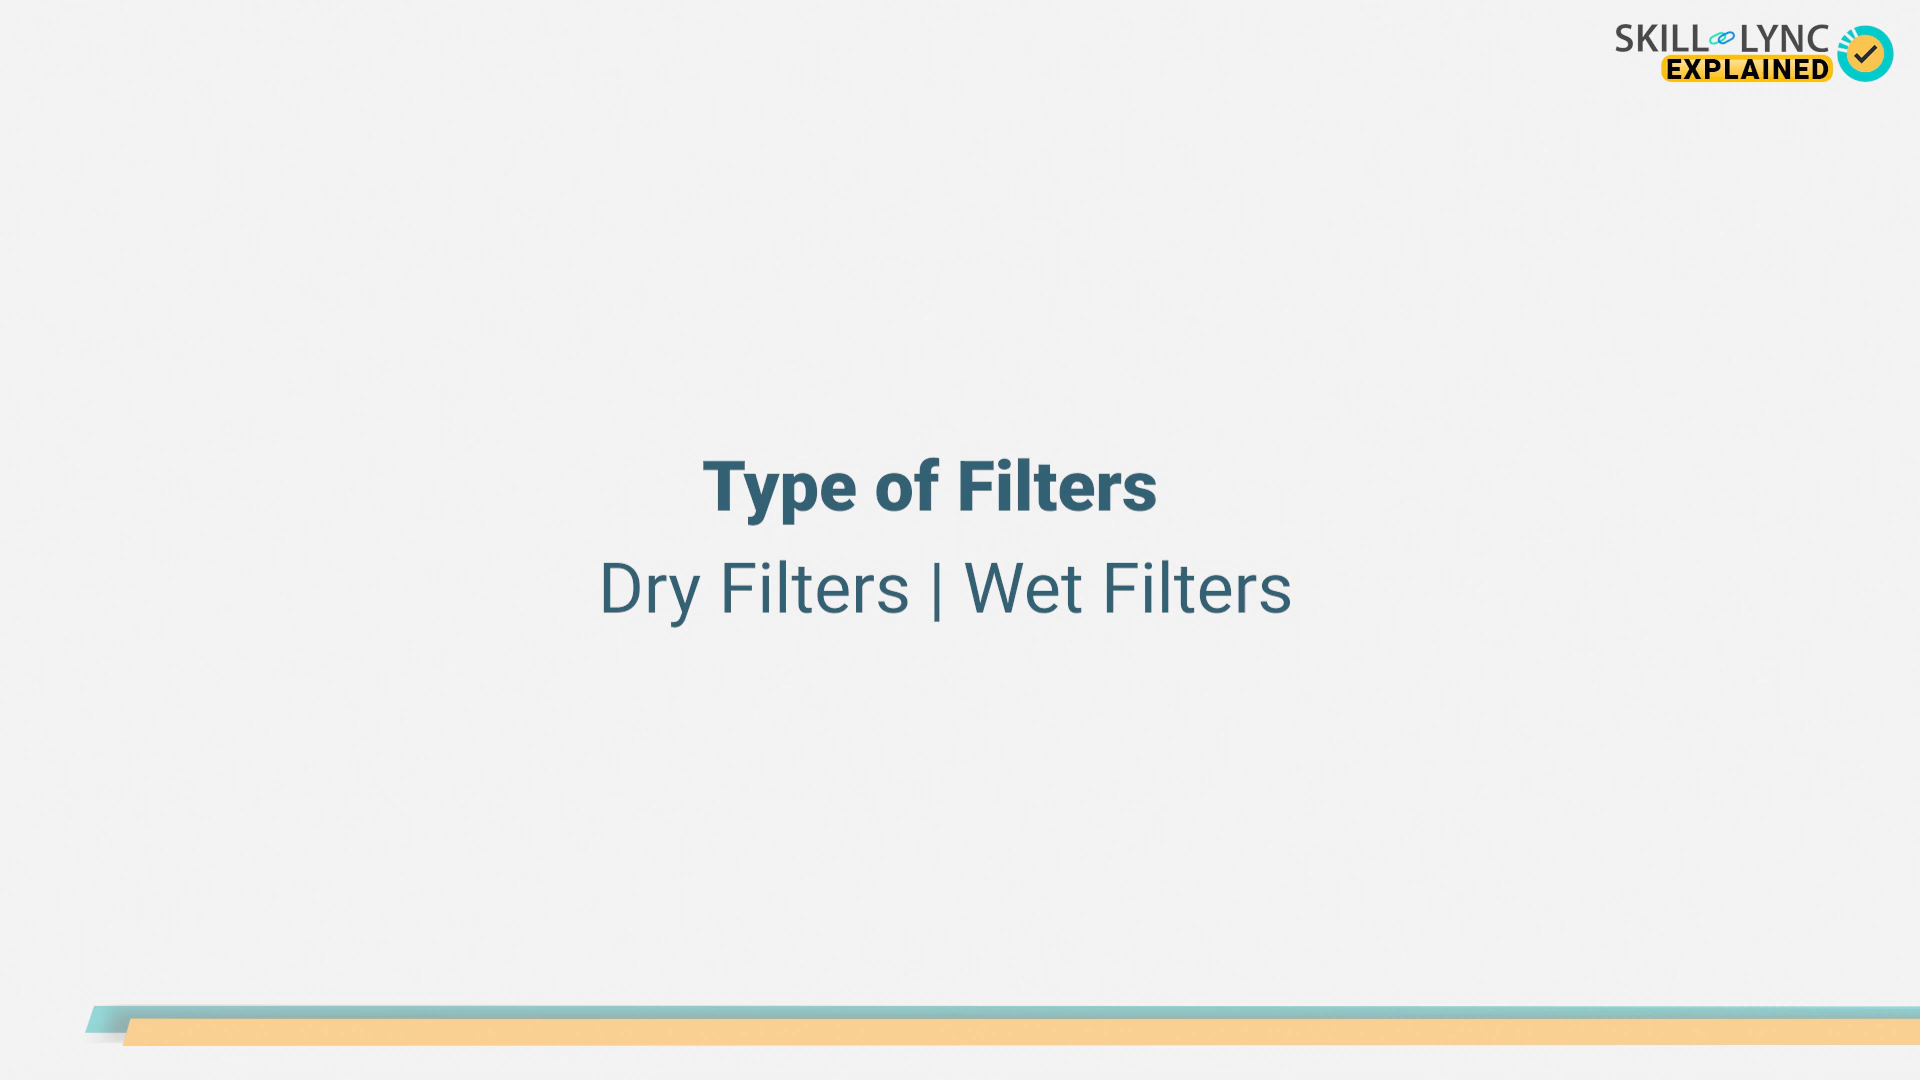 SKILL LYNC
EXPLAINED
Type of Filters
Dry Filters | Wet Filters